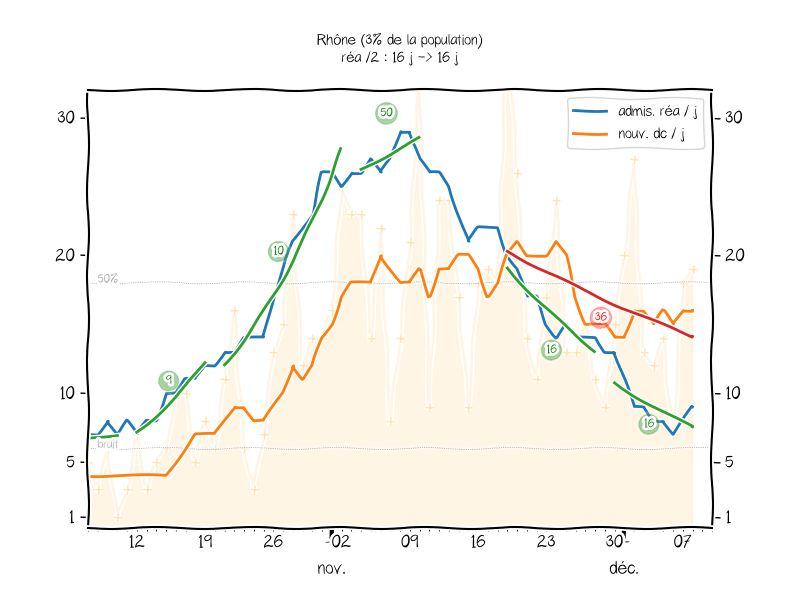 Rhône (3% de la population)
réa /2 : 16 j -> 16 j
admis. réa / j
nouv. dc / j
30
30
50
20
20
10
50%
36
16
9
10
10
16
bruit
5
5
1
1
12 19 26 02 09 16 23 30 07
nov. déc.